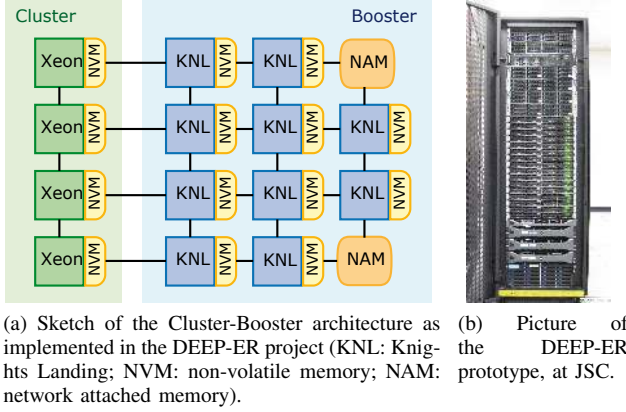 Cluster
Booster
Xeon NVM KNL NVM KNL NVM NAM
Xeon NVM KNL NVM KNL NVM KNL NVM
Xeon NVM KNL NVM KNL NVM KNL NVM
Xeon NVM KNL NVM KNL NVM NAM
(a) Sketch of the Cluster-Booster architecture as
implemented in the DEEP-ER project (KNL: Knig-
hts Landing; NVM: non-volatile memory; NAM:
network attached memory).
(b) Picture of
the DEEP-ER
prototype, at JSC.